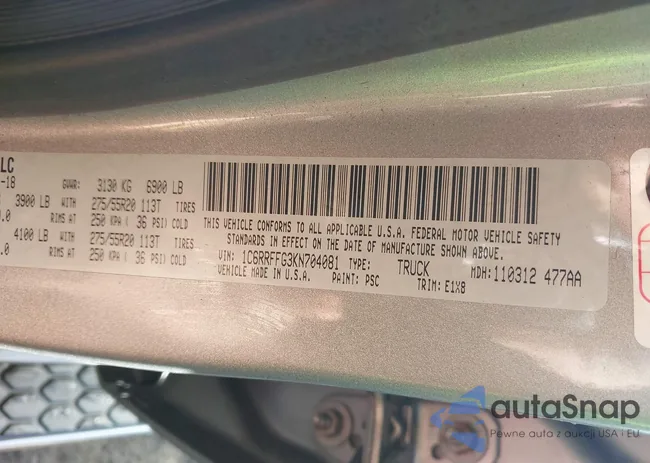 LC
-18 GVWR: 3130 KG 6900 LB
3900 LB 275/55R20 113T TIRES
.0 RIMS AT 250 KPA ( 36 PSI) COLD
4100 LB 275/55R20 113T TIRES
.0 RIMS AT 250 KPA ( 36 PSI) COLD
THIS VEHICLE CONFORMS TO ALL APPLICABLE U.S.A. FEDERAL MOTOR VEHICLE SAFETY
STANDARDS IN EFFECT ON THE DATE OF MANUFACTURE SHOWN ABOVE.
VIN: 1C6RRFFG3KN704081 TYPE: TRUCK MDH: 110312 477AA
VEHICLE MADE IN U.S.A. PAINT: PSC TRIM: E1X8
autaSnap
Pewne auta z aukcji USA i EU